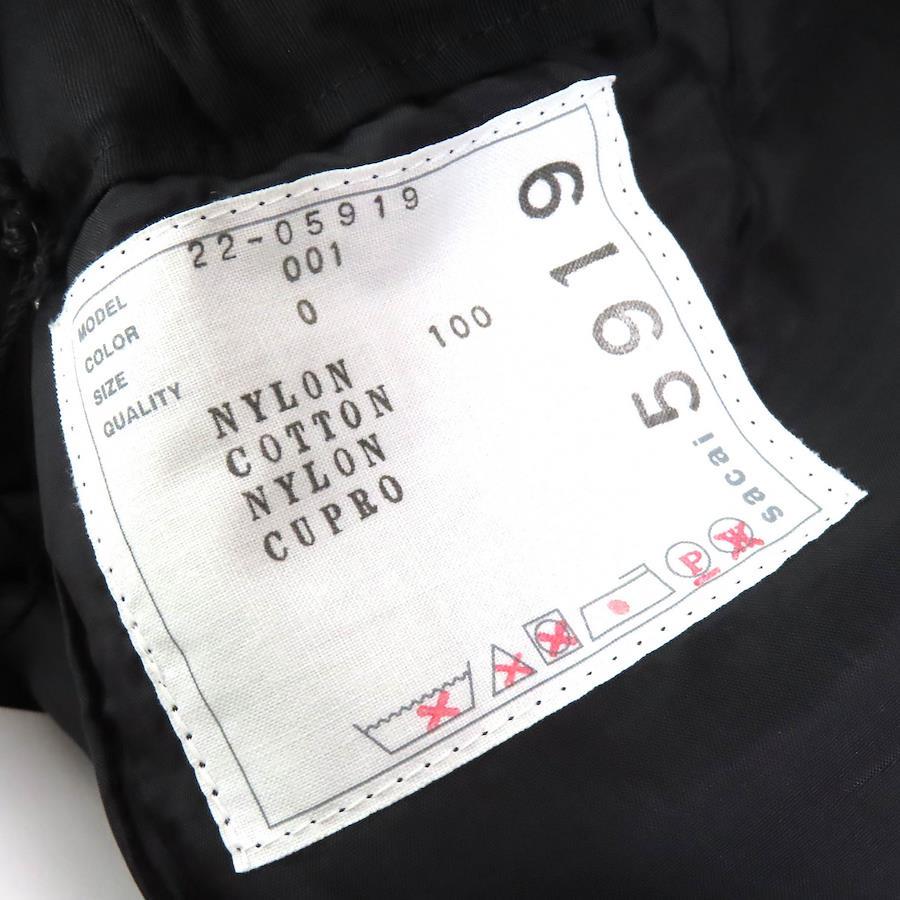 MODEL 22-05919
COLOR 001
SIZE 0
QUALITY 100
NYLON
COTTON
NYLON
CUPRO
5919
sacai
P
W